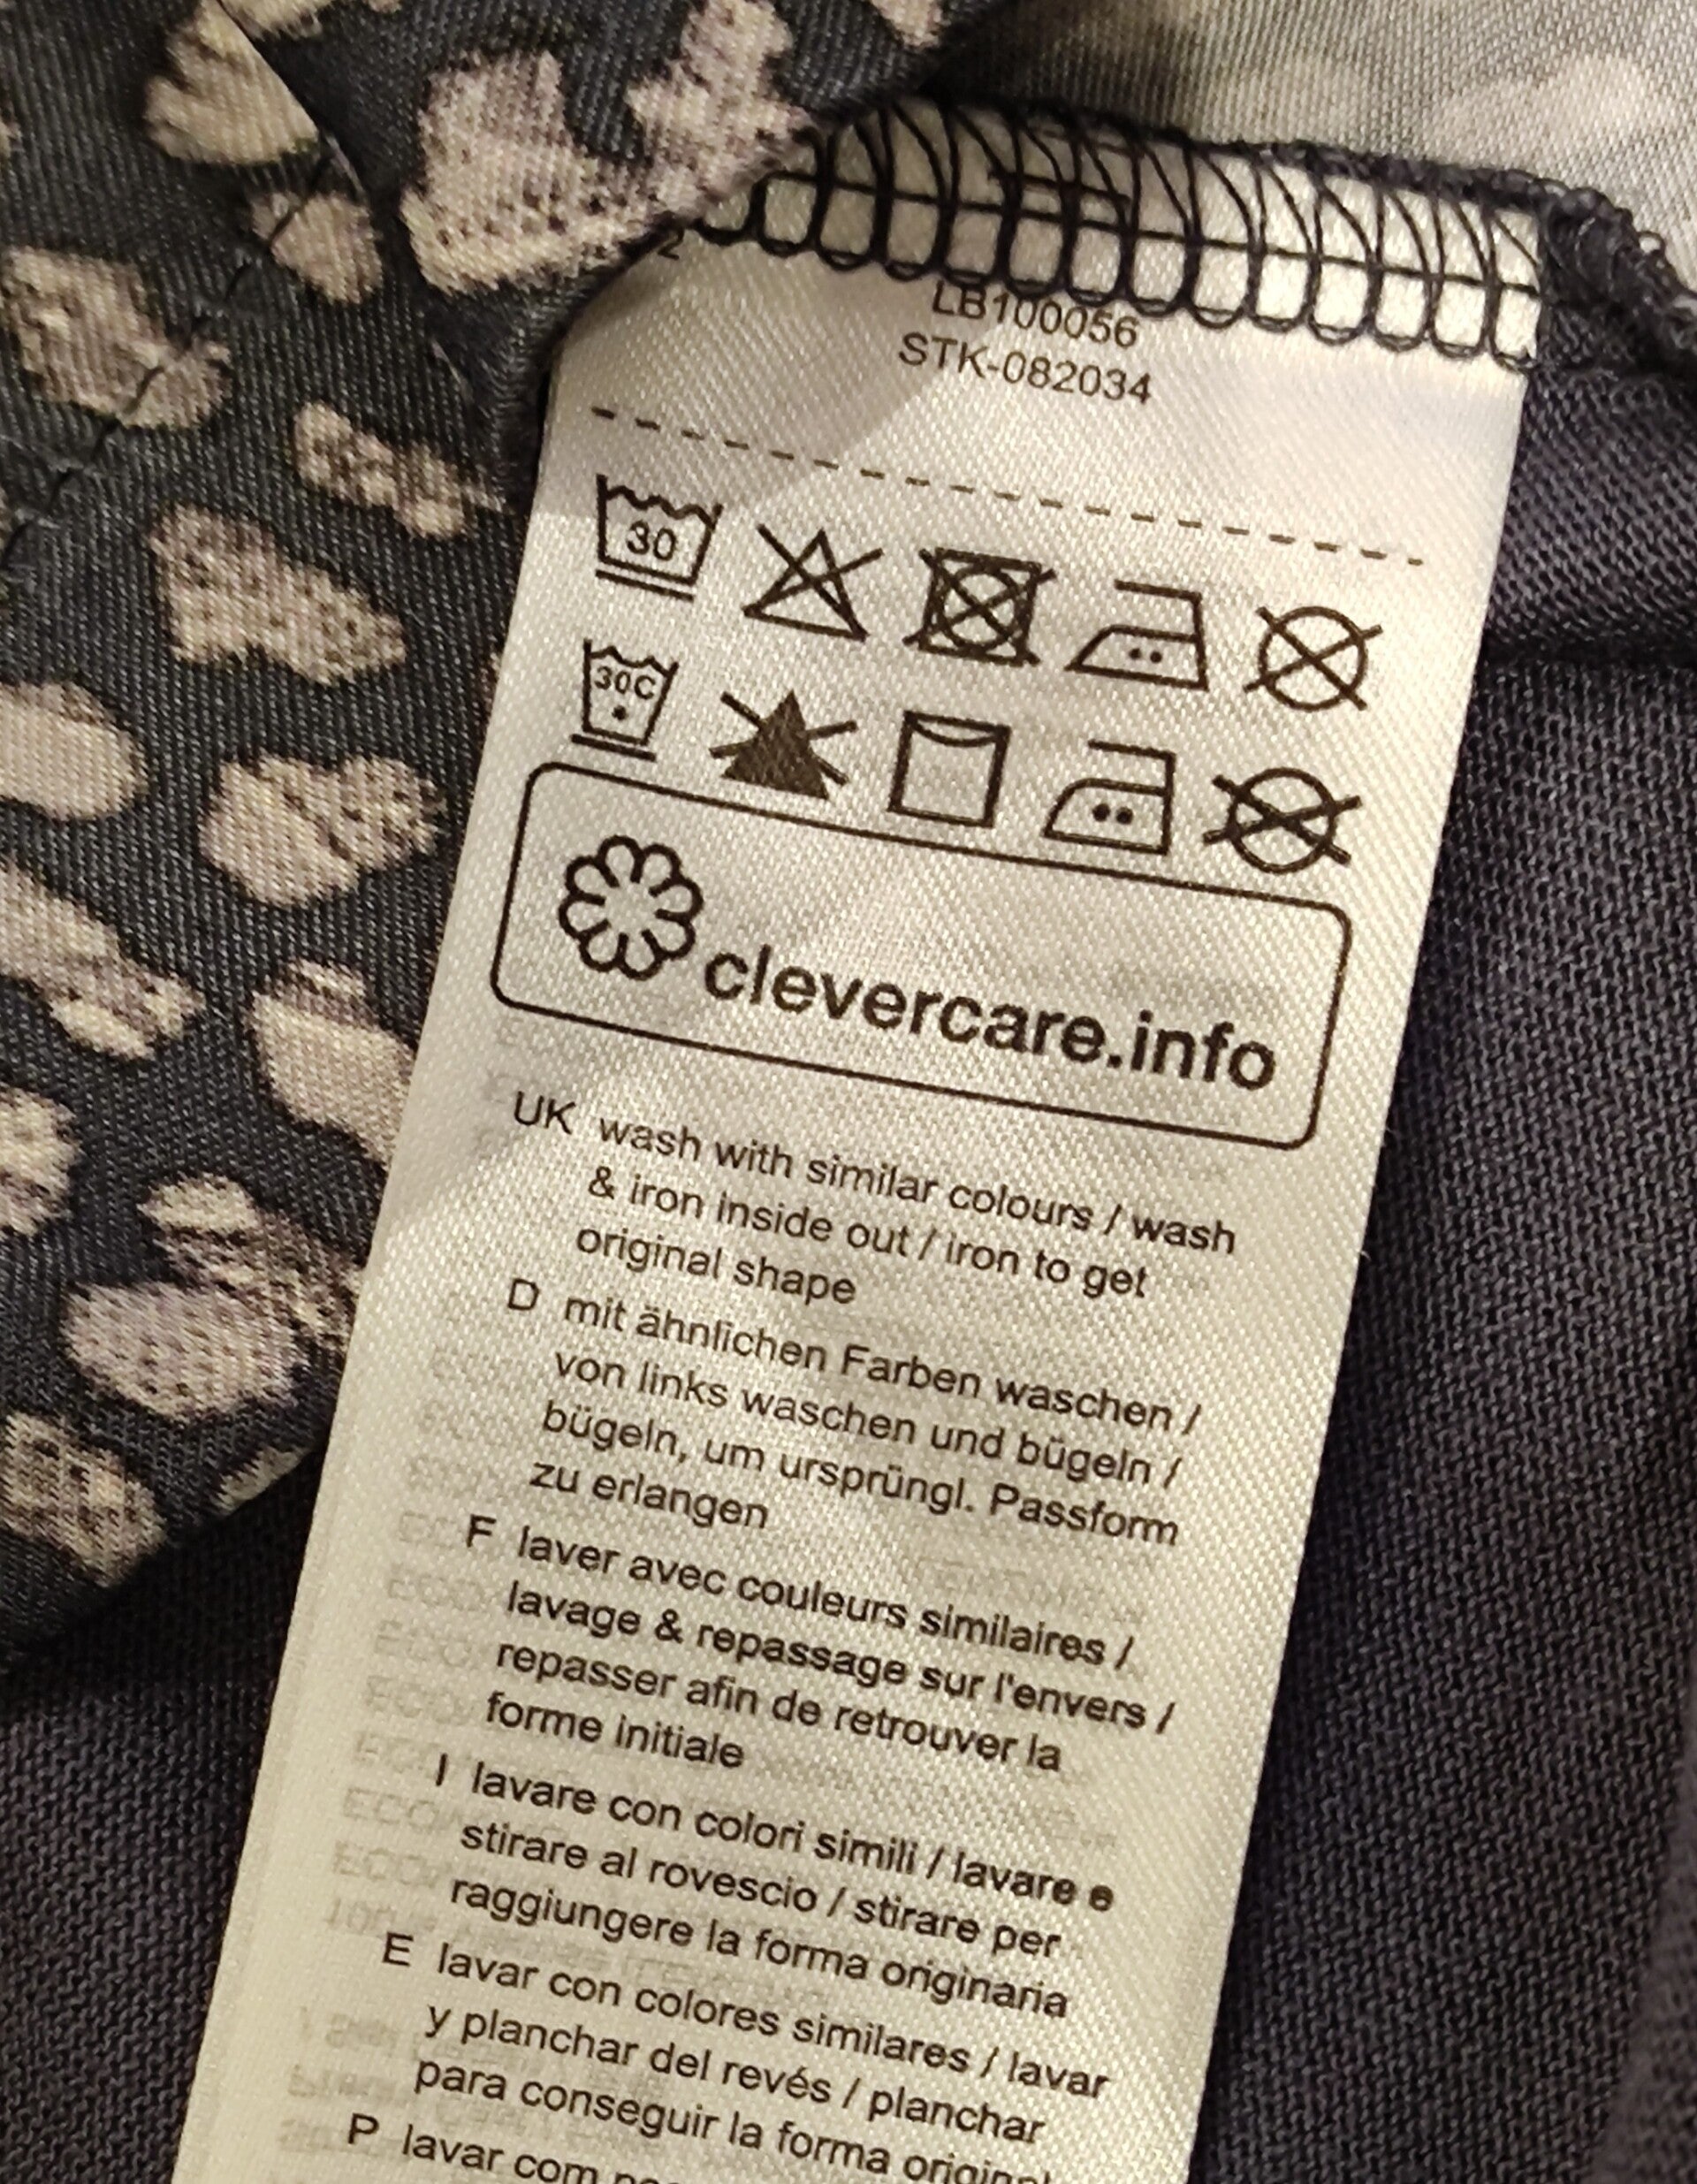 2
LB100056
STK-082034
30
30C
clevercare.info
UK wash with similar colours / wash
& iron inside out / iron to get
original shape
D mit ähnlichen Farben waschen /
von links waschen und bügeln /
bügeln, um ursprüngl. Passform
zu erlangen
F laver avec couleurs similaires /
lavage & repassage sur l'envers /
repasser afin de retrouver la
forme initiale
I lavare con colori simili / lavare e
stirare al rovescio / stirare per
raggiungere la forma originaria
E lavar con colores similares / lavar
y planchar del revés / planchar
para conseguir la forma original
P lavar com